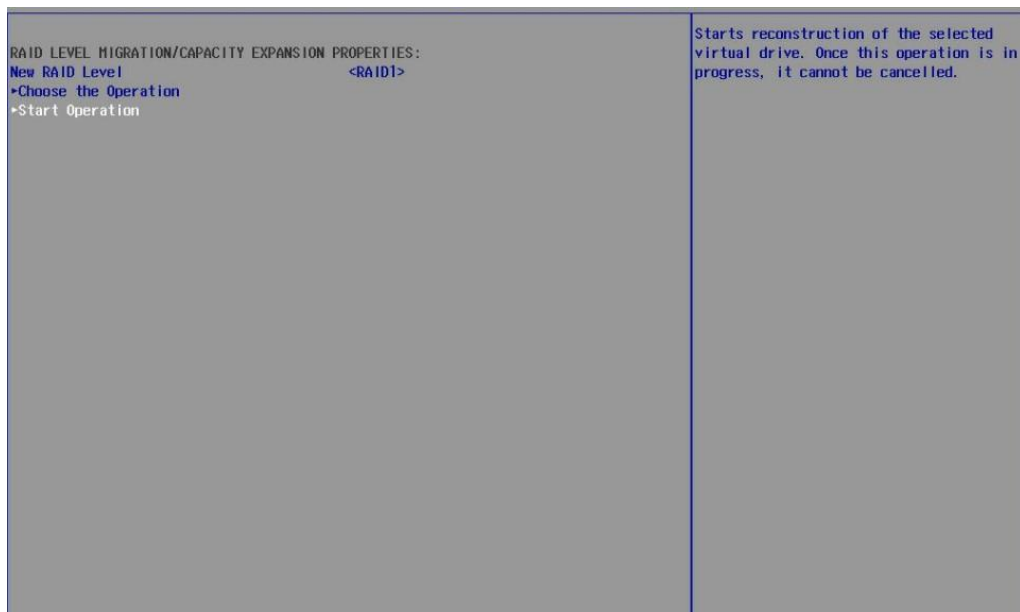 RAID LEVEL MIGRATION/CAPACITY EXPANSION PROPERTIES:
New RAID Level <RAID1>
▸Choose the Operation
▸Start Operation
Starts reconstruction of the selected
virtual drive. Once this operation is in
progress, it cannot be cancelled.